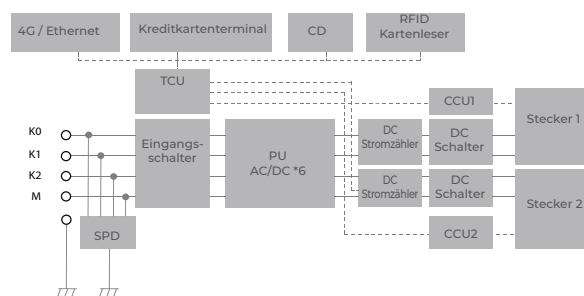 4G / Ethernet
Kreditkartenterminal
CD
RFID
Kartenleser
TCU
CCU1
Stecker 1
K0
K1
K2
M
Eingangs-
schalter
PU
AC/DC *6
DC
Stromzähler
DC
Schalter
DC
Stromzähler
DC
Schalter
Stecker 2
SPD
CCU2